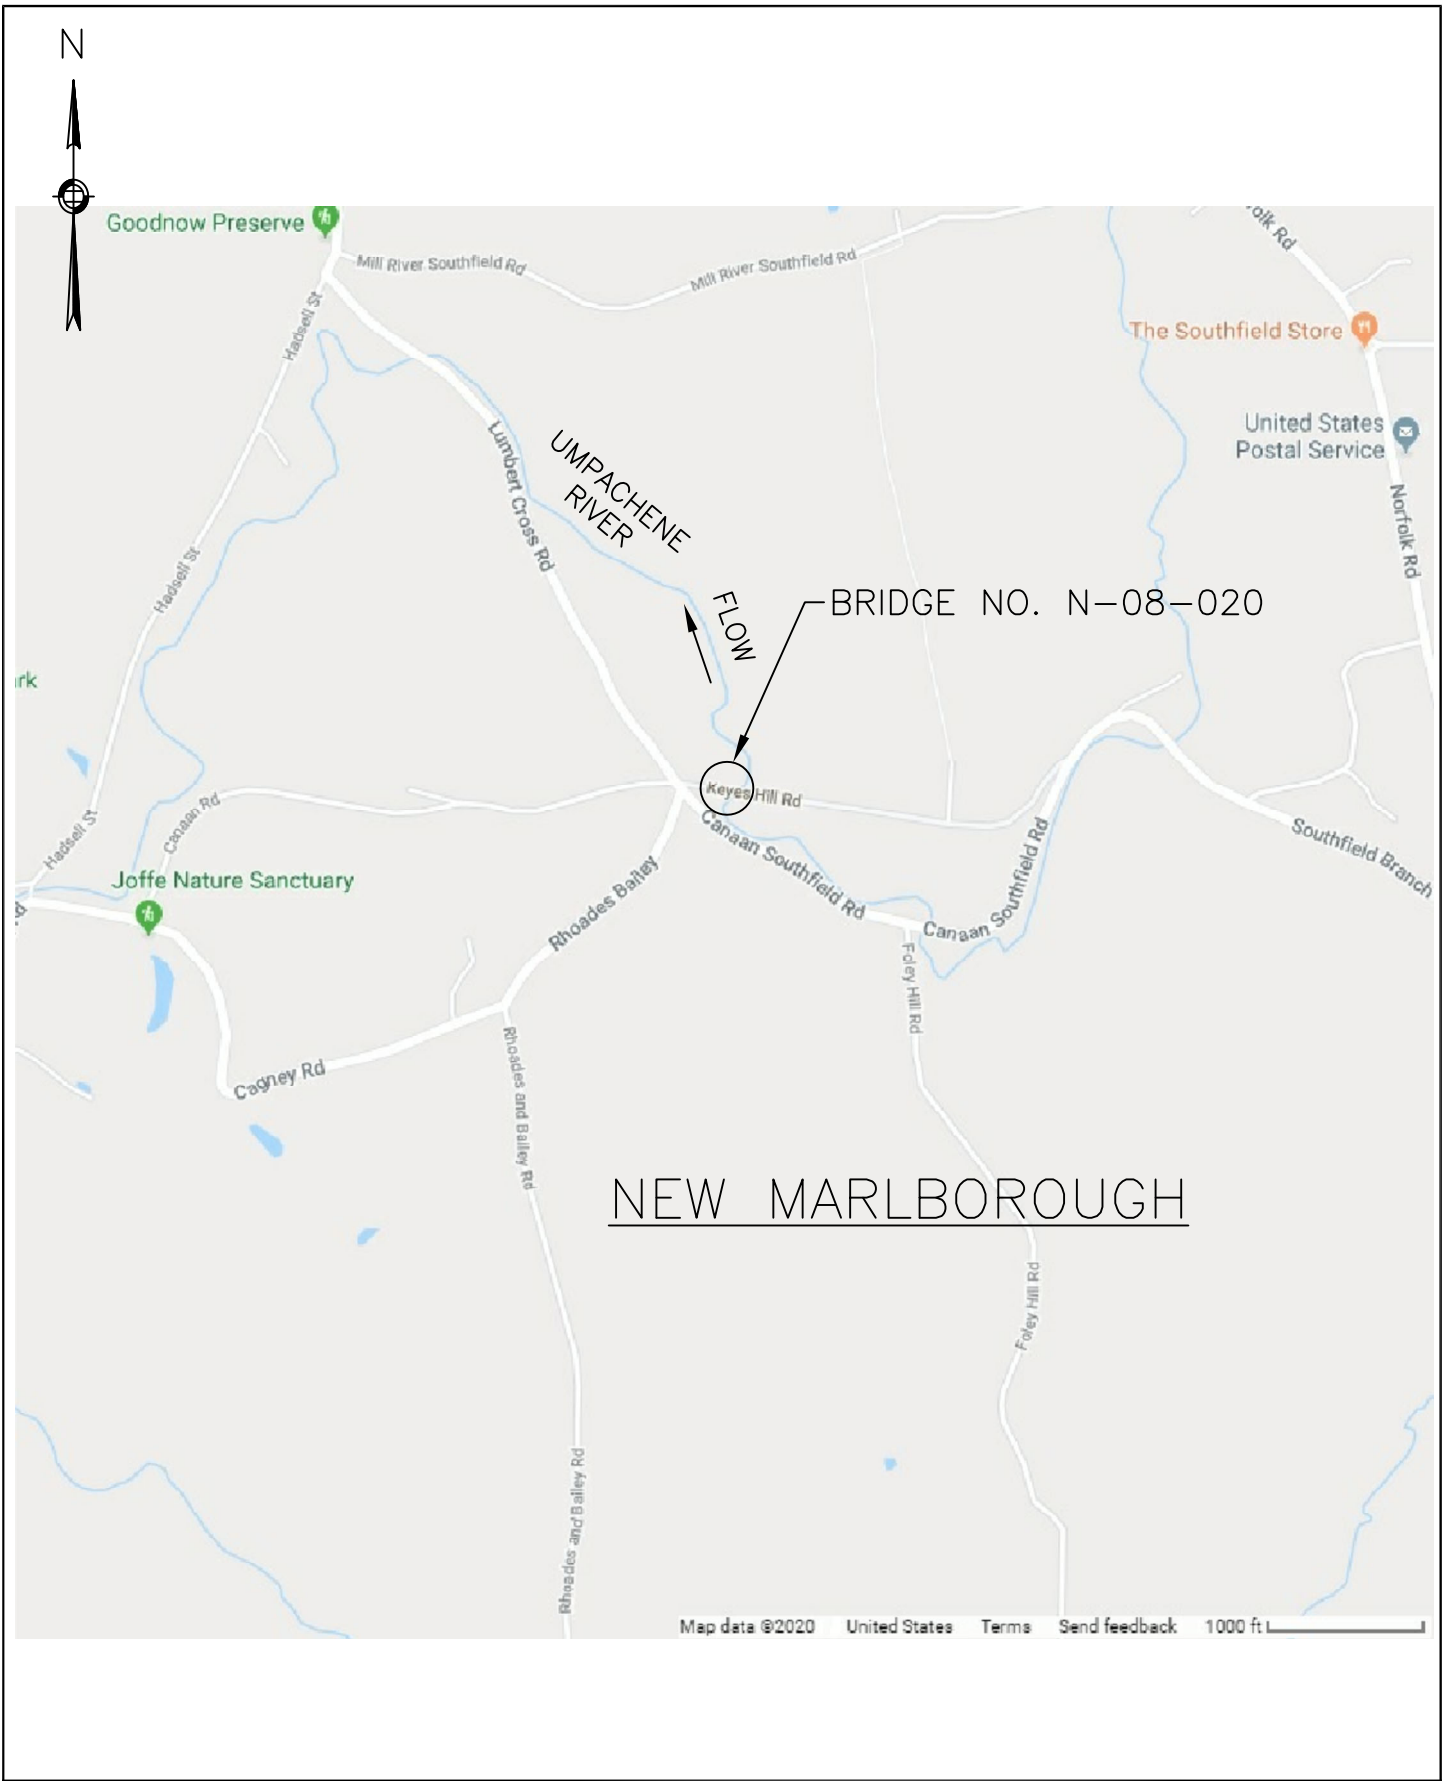 N
Goodnow Preserve
olk Rd
Mill River Southfield Rd
Mill River Southfield Rd
Hadsell St
The Southfield Store
United States
Postal Service
Lumbert Cross Rd
UMPACHENE
RIVER
Norfolk Rd
Hadsell St
FLOW
BRIDGE NO. N-08-020
ark
Keyes Hill Rd
Canaan Rd
Hadsell St
Canaan Southfield Rd
Canaan Southfield Rd
Southfield Branch
Joffe Nature Sanctuary
Rd
Rhoades Bailey
Foley Hill Rd
Cagney Rd
Rhoades and Bailey Rd
NEW MARLBOROUGH
Foley Hill Rd
Rhoades and Bailey Rd
Map data ©2020 United States Terms Send feedback 1000 ft